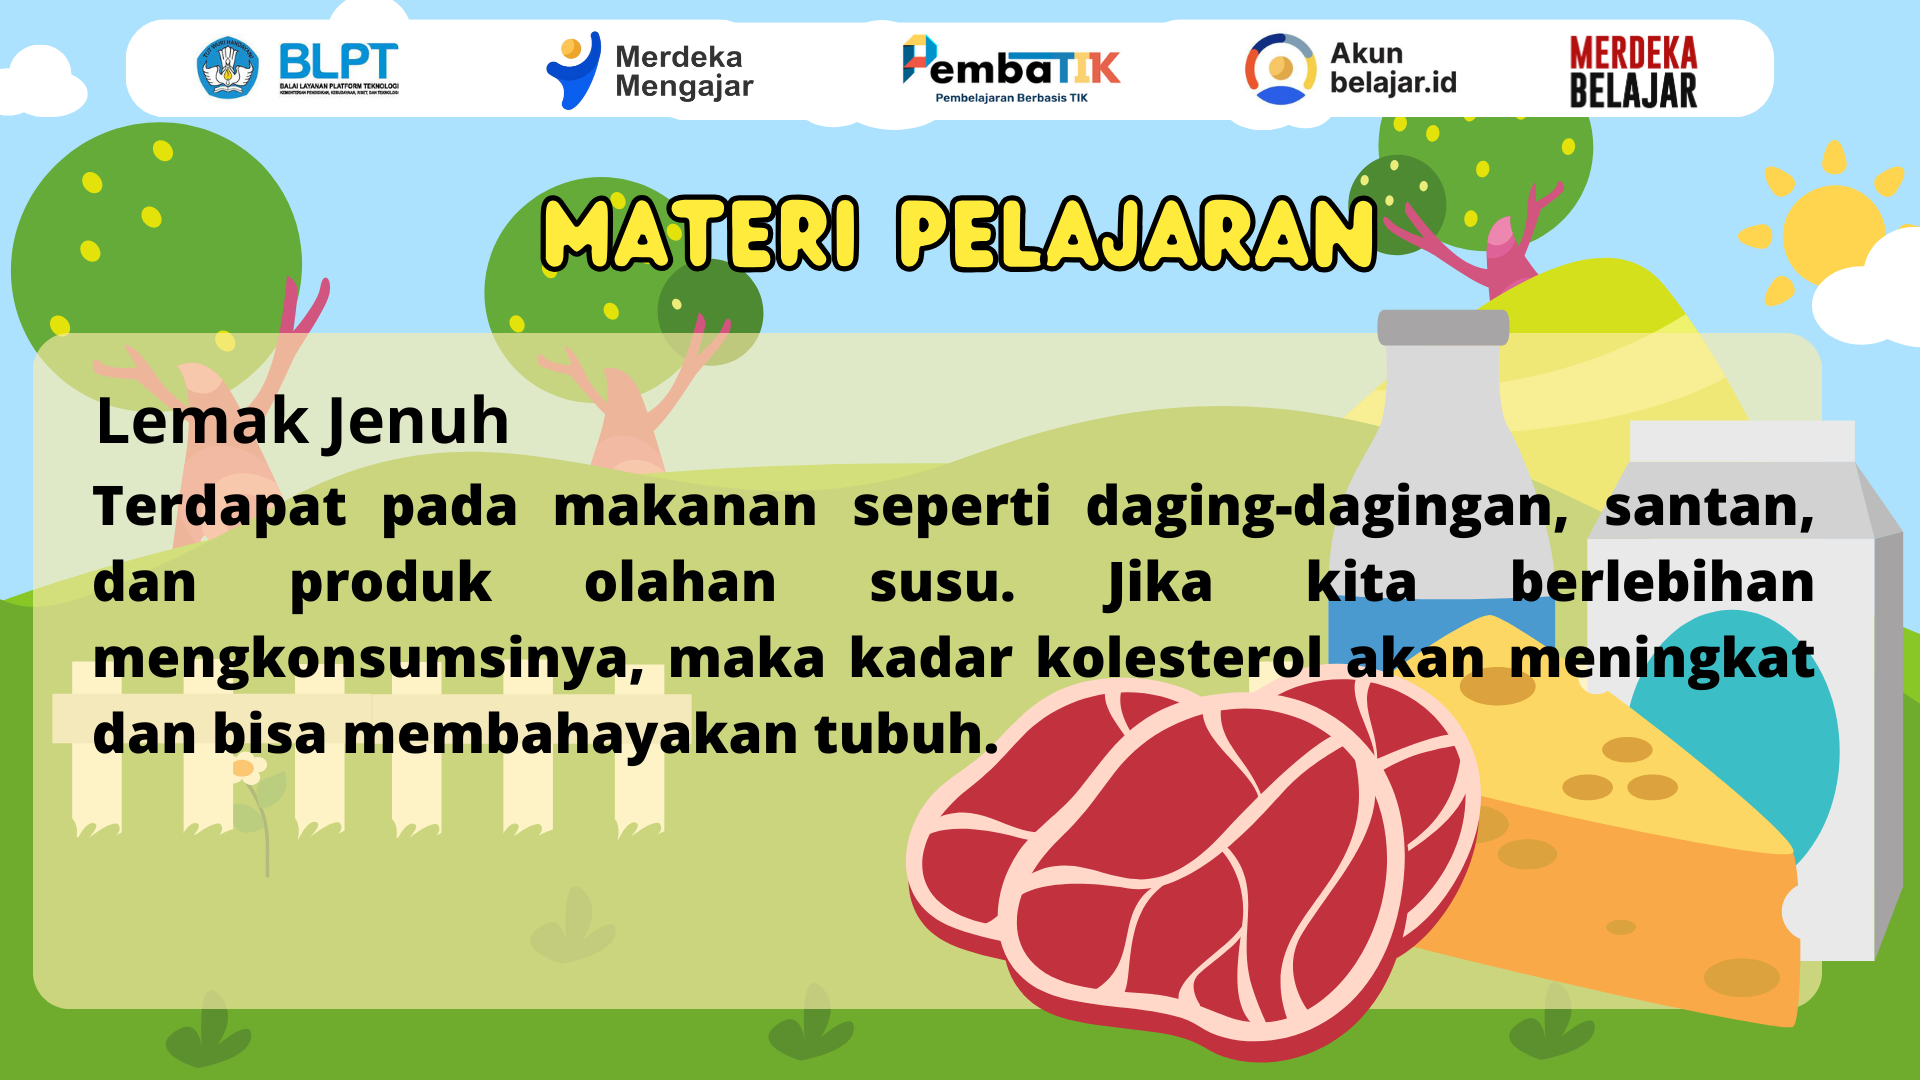 BLPT
BALAI LAYANAN PLATFORM TEKNOLOGI
KEMENTERIAN PENDIDIKAN, KEBUDAYAAN, RISET, DAN TEKNOLOGI
Merdeka
Mengajar
PembaTIK
Pembelajaran Berbasis TIK
Akun
belajar.id
MERDEKA
BELAJAR
MATERI PELAJARAN
Lemak Jenuh
Terdapat pada makanan seperti daging-dagingan, santan,
dan produk olahan susu. Jika kita berlebihan
mengkonsumsinya, maka kadar kolesterol akan meningkat
dan bisa membahayakan tubuh.